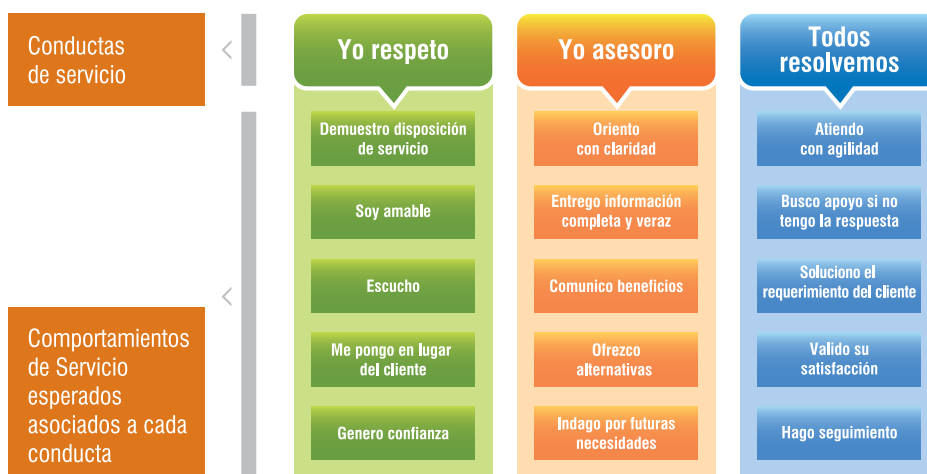 Conductas
de servicio
Yo respeto
Yo asesoro
Todos
resolvemos
Demuestro disposición
de servicio
Oriento
con claridad
Atiendo
con agilidad
Soy amable
Entrego información
completa y veraz
Busco apoyo si no
tengo la respuesta
Escucho
Comunico beneficios
Soluciono el
requerimiento del cliente
Comportamientos
de Servicio
esperados
asociados a cada
conducta
Me pongo en lugar
del cliente
Ofrezco
alternativas
Valido su
satisfacción
Genero confianza
Indago por futuras
necesidades
Hago seguimiento